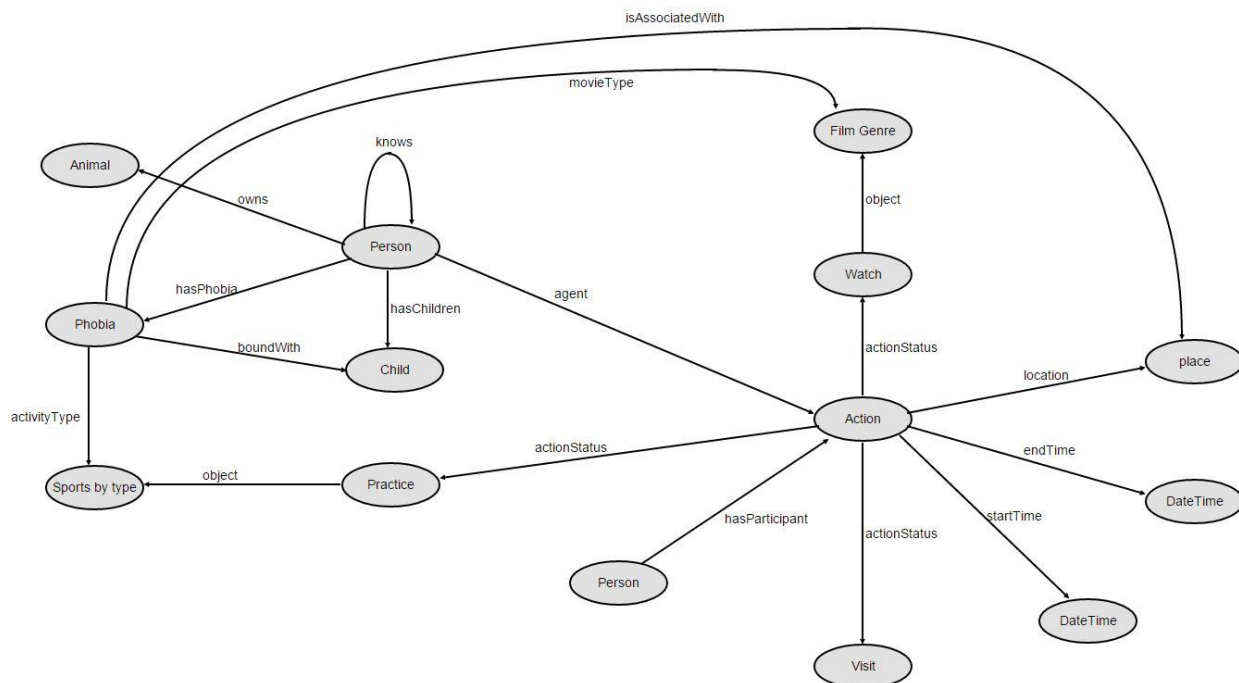 isAssociatedWith
movieType
Film Genre
knows
Animal
owns
object
Person
Watch
hasPhobia
agent
hasChildren
Phobia
boundWith
actionStatus
place
Child
location
activityType
Action
actionStatus
endTime
object
Sports by type
Practice
DateTime
startTime
hasParticipant
actionStatus
Person
DateTime
Visit